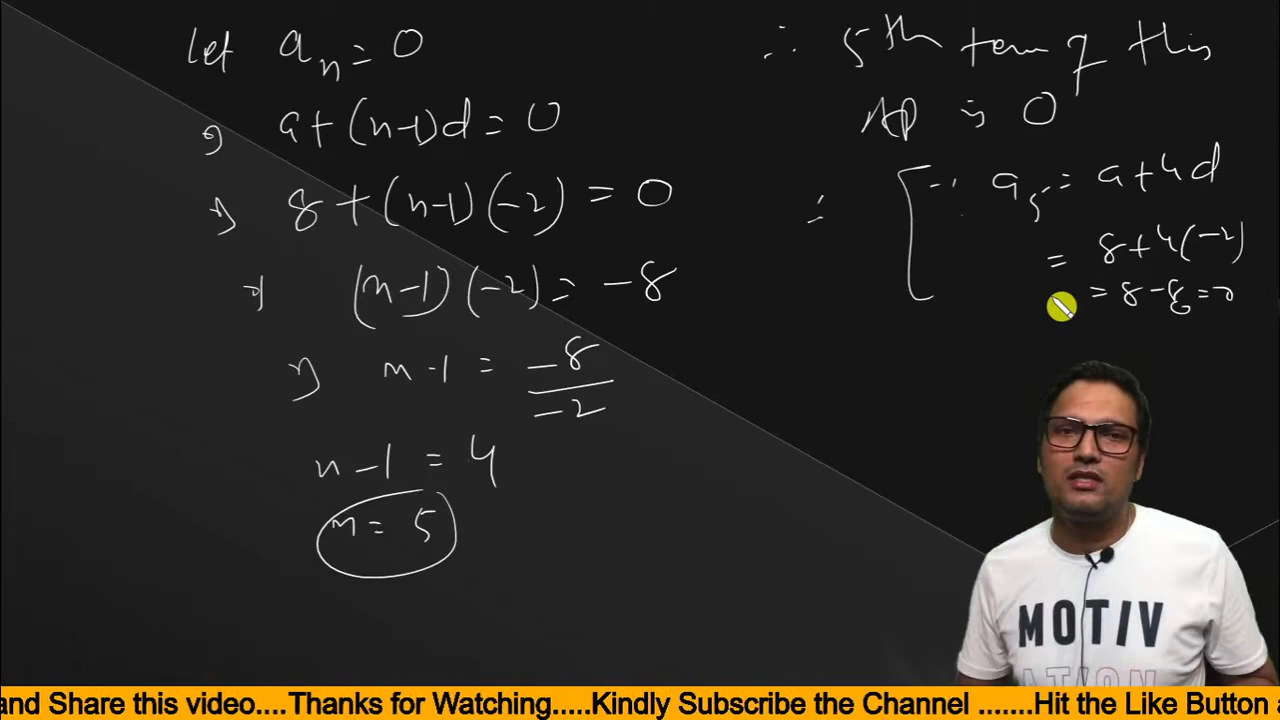 let aₙ = 0
⇒ a+(n-1)d = 0
⇒ 8+(n-1)(-2) = 0
⇒ (n-1)(-2) = -8
⇒ n-1 = -8/-2
n-1 = 4
n = 5
∴ 5th term of this
AP is 0
∴ [∵ a₅ = a+4d
= 8+4(-2)
= 8-8=0
MOTIV
ATION
and Share this video....Thanks for Watching.....Kindly Subscribe the Channel .......Hit the Like Button a